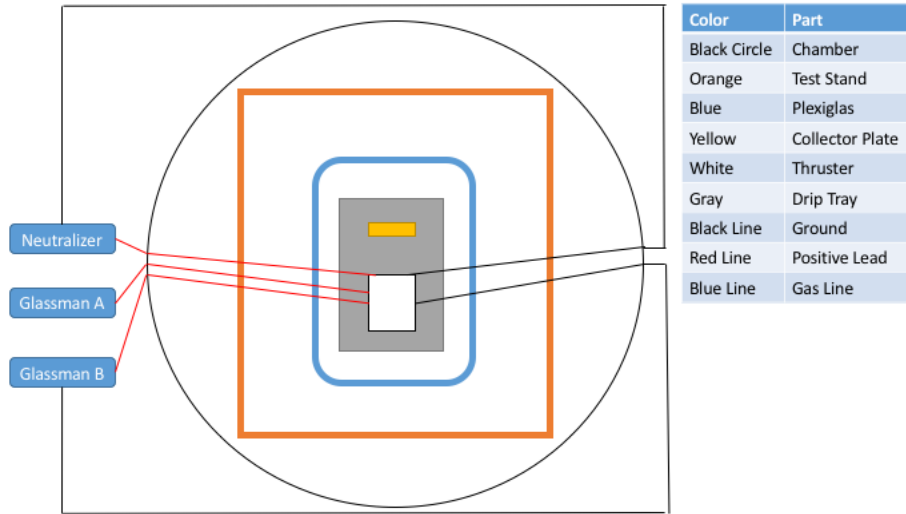 Color Part
Black Circle Chamber
Orange Test Stand
Blue Plexiglas
Yellow Collector Plate
White Thruster
Gray Drip Tray
Black Line Ground
Red Line Positive Lead
Blue Line Gas Line
Neutralizer
Glassman A
Glassman B